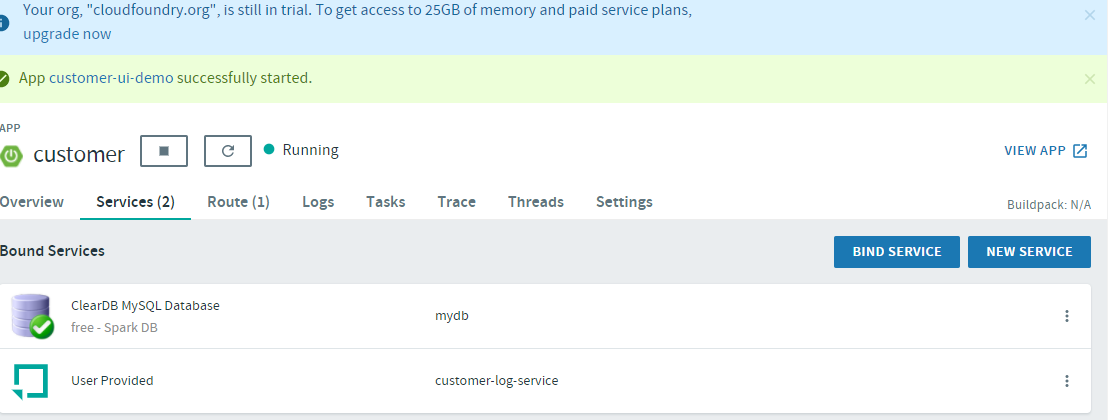 Your org, "cloudfoundry.org", is still in trial. To get access to 25GB of memory and paid service plans,
upgrade now
App customer-ui-demo successfully started.
APP
customer
Running
VIEW APP
Overview Services (2) Route (1) Logs Tasks Trace Threads Settings
Buildpack: N/A
Bound Services
BIND SERVICE NEW SERVICE
ClearDB MySQL Database
free - Spark DB
mydb
User Provided
customer-log-service